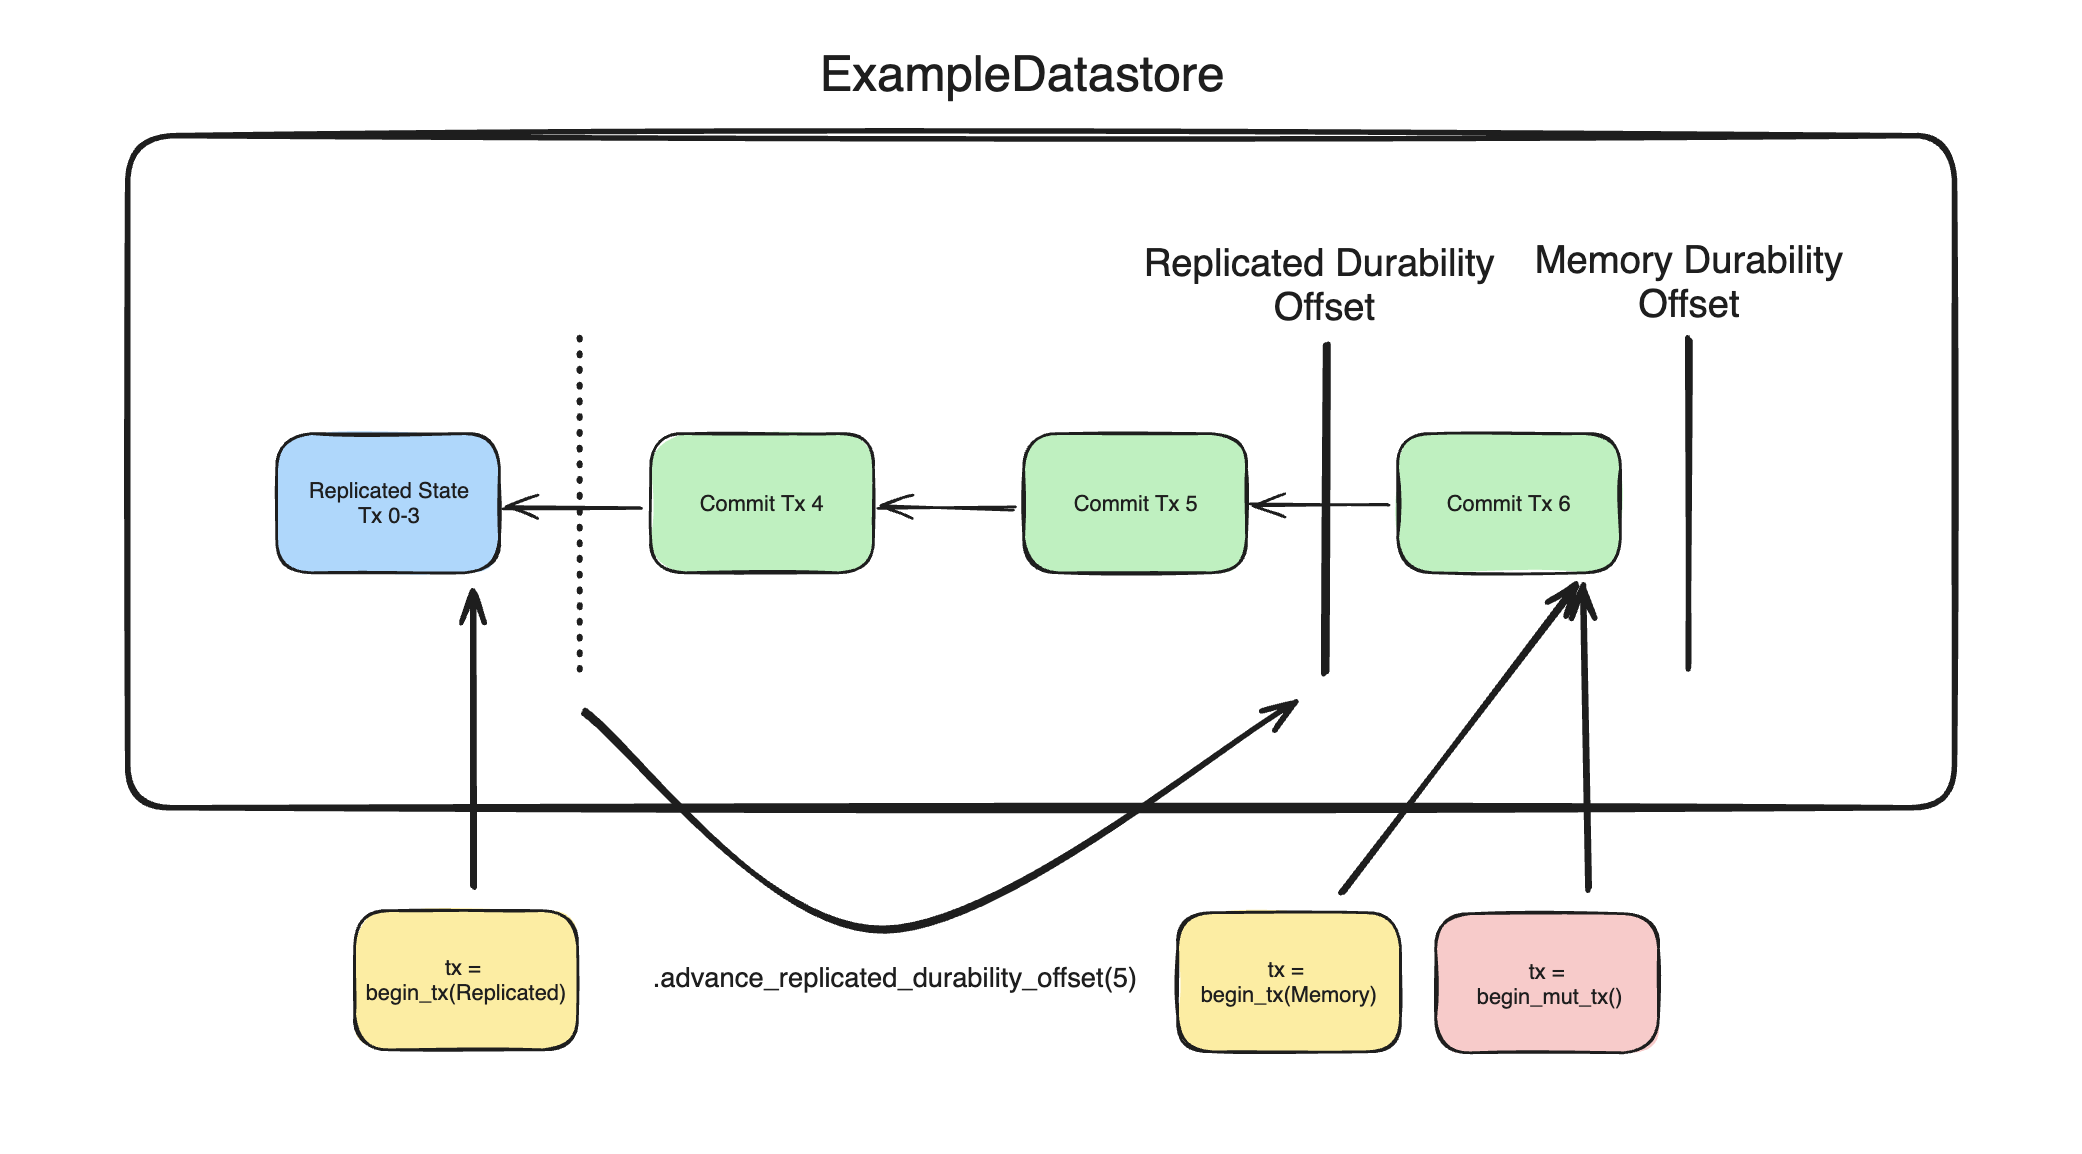 ExampleDatastore
Replicated Durability
Offset
Memory Durability
Offset
Replicated State
Tx 0-3
Commit Tx 4
Commit Tx 5
Commit Tx 6
tx =
begin_tx(Replicated)
.advance_replicated_durability_offset(5)
tx =
begin_tx(Memory)
tx =
begin_mut_tx()